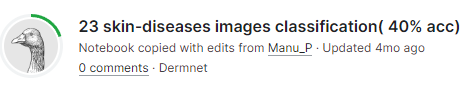 23 skin-diseases images classification( 40% acc)
Notebook copied with edits from Manu_P · Updated 4mo ago
0 comments · Dermnet